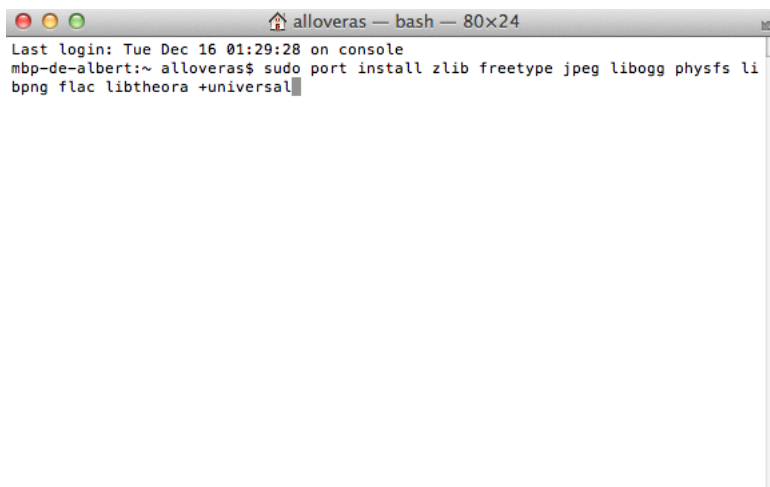 alloveras — bash — 80×24
Last login: Tue Dec 16 01:29:28 on console
mbp-de-albert:~ alloveras$ sudo port install zlib freetype jpeg libogg physfs li
bpng flac libtheora +universal